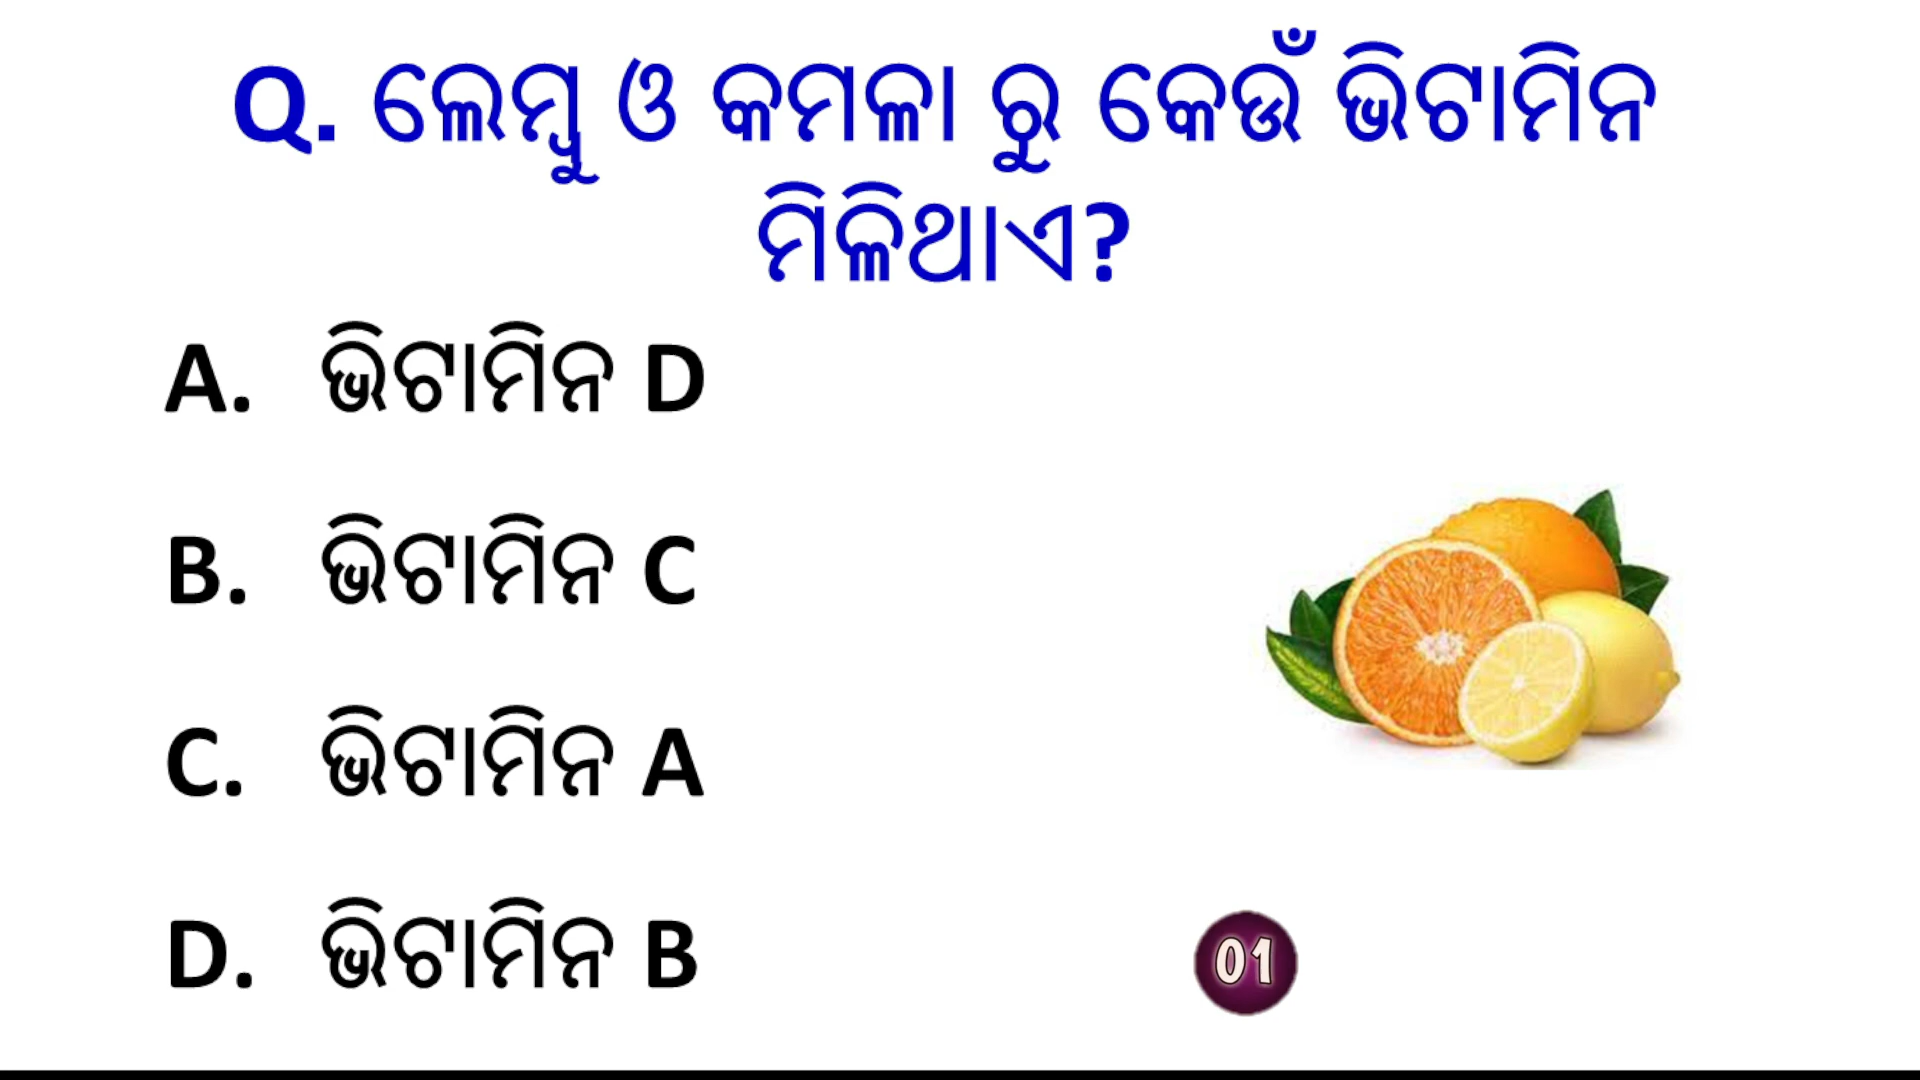 Q. ଲେମ୍ବୁ ଓ କମଳା ରୁ କେଉଁ ଭିଟାମିନ
ମିଳିଥାଏ?
A. ଭିଟାମିନ D
B. ଭିଟାମିନ C
C. ଭିଟାମିନ A
D. ଭିଟାମିନ B
01